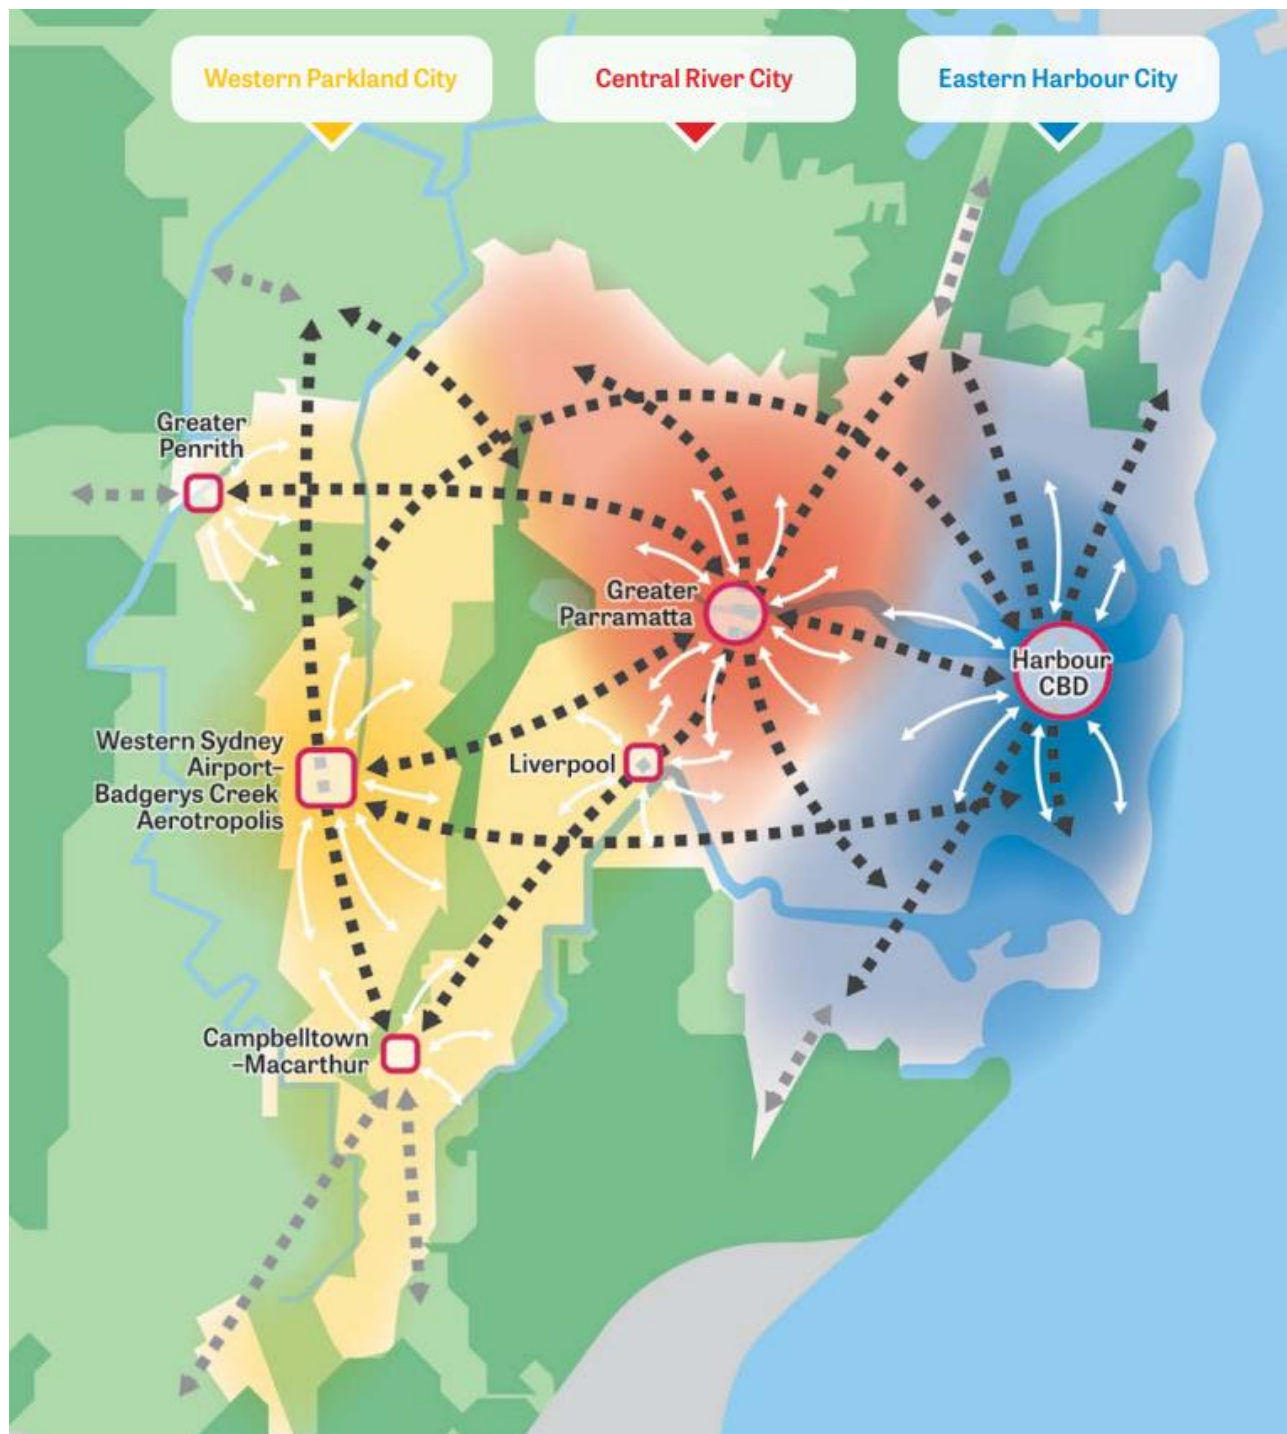 Western Parkland City
Central River City
Eastern Harbour City
Greater
Penrith
Greater
Parramatta
Harbour
CBD
Western Sydney
Airport–
Badgerys Creek
Aerotropolis
Liverpool
Campbelltown
–Macarthur